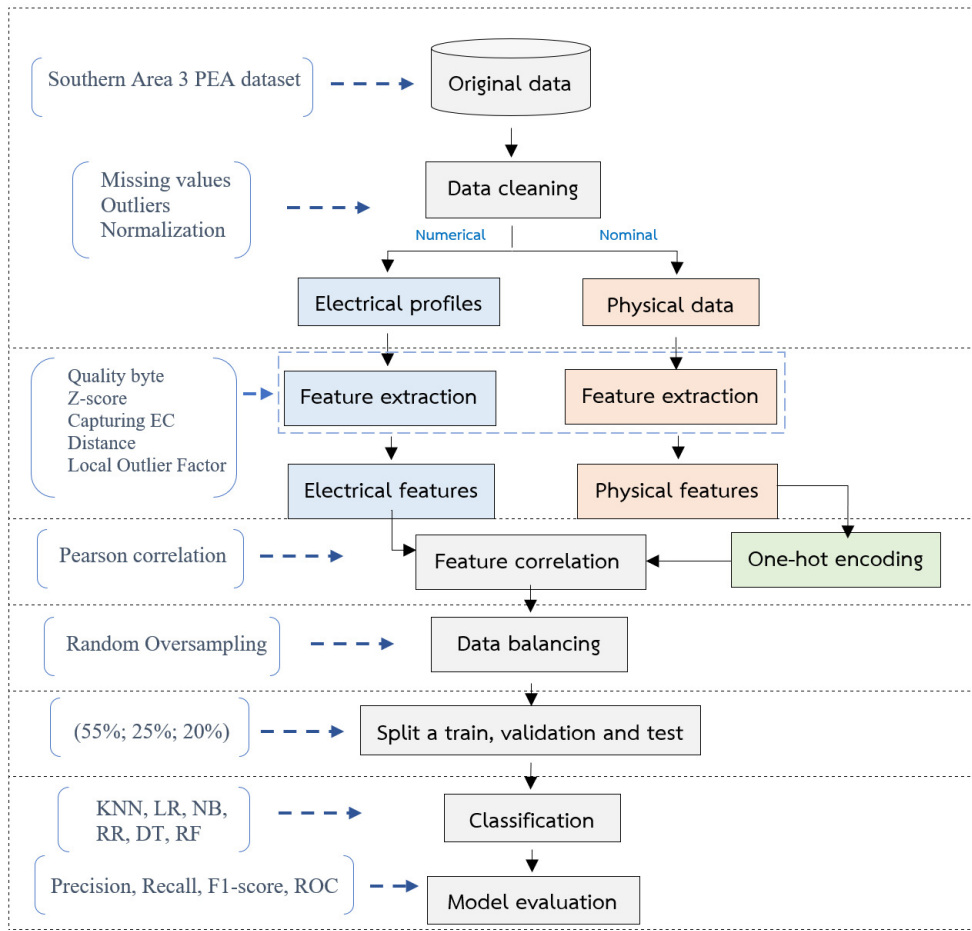 Southern Area 3 PEA dataset
Original data
Missing values
Outliers
Normalization
Data cleaning
Numerical
Nominal
Electrical profiles
Physical data
Quality byte
Z-score
Capturing EC
Distance
Local Outlier Factor
Feature extraction
Feature extraction
Electrical features
Physical features
Pearson correlation
Feature correlation
One-hot encoding
Random Oversampling
Data balancing
(55%; 25%; 20%)
Split a train, validation and test
KNN, LR, NB,
RR, DT, RF
Classification
Precision, Recall, F1-score, ROC
Model evaluation